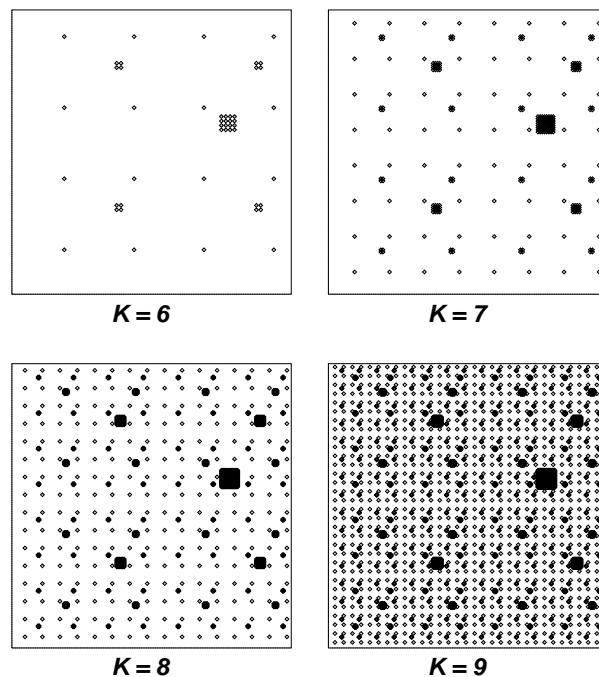 K = 6
K = 7
K = 8
K = 9